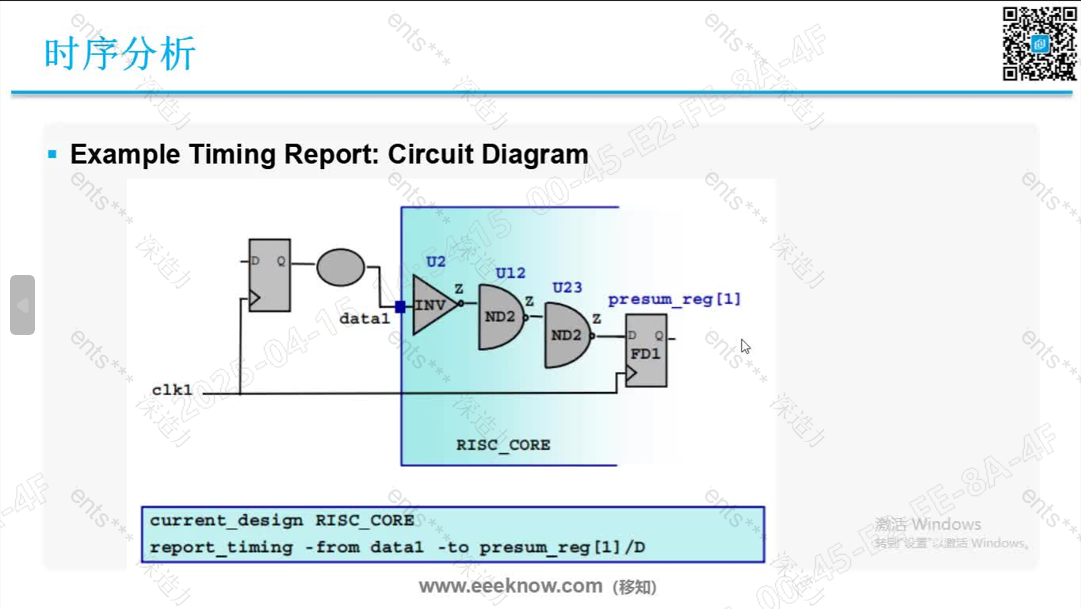 时序分析
Example Timing Report: Circuit Diagram
U2
U12
U23
presum_reg[1]
D Q
INV
Z
ND2
Z
ND2
Z
D Q
FD1
data1
clk1
RISC_CORE
current_design RISC_CORE
report_timing -from data1 -to presum_reg[1]/D
激活 Windows
转到"设置"以激活 Windows。
www.eeeknow.com（移知）